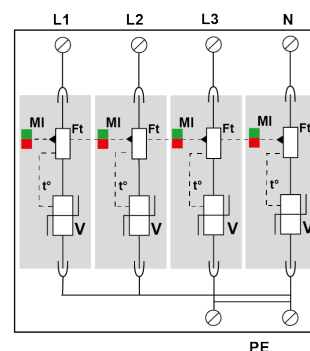 L1 L2 L3 N
MI Ft MI Ft MI Ft MI Ft
t° t° t° t°
V V V V
PE